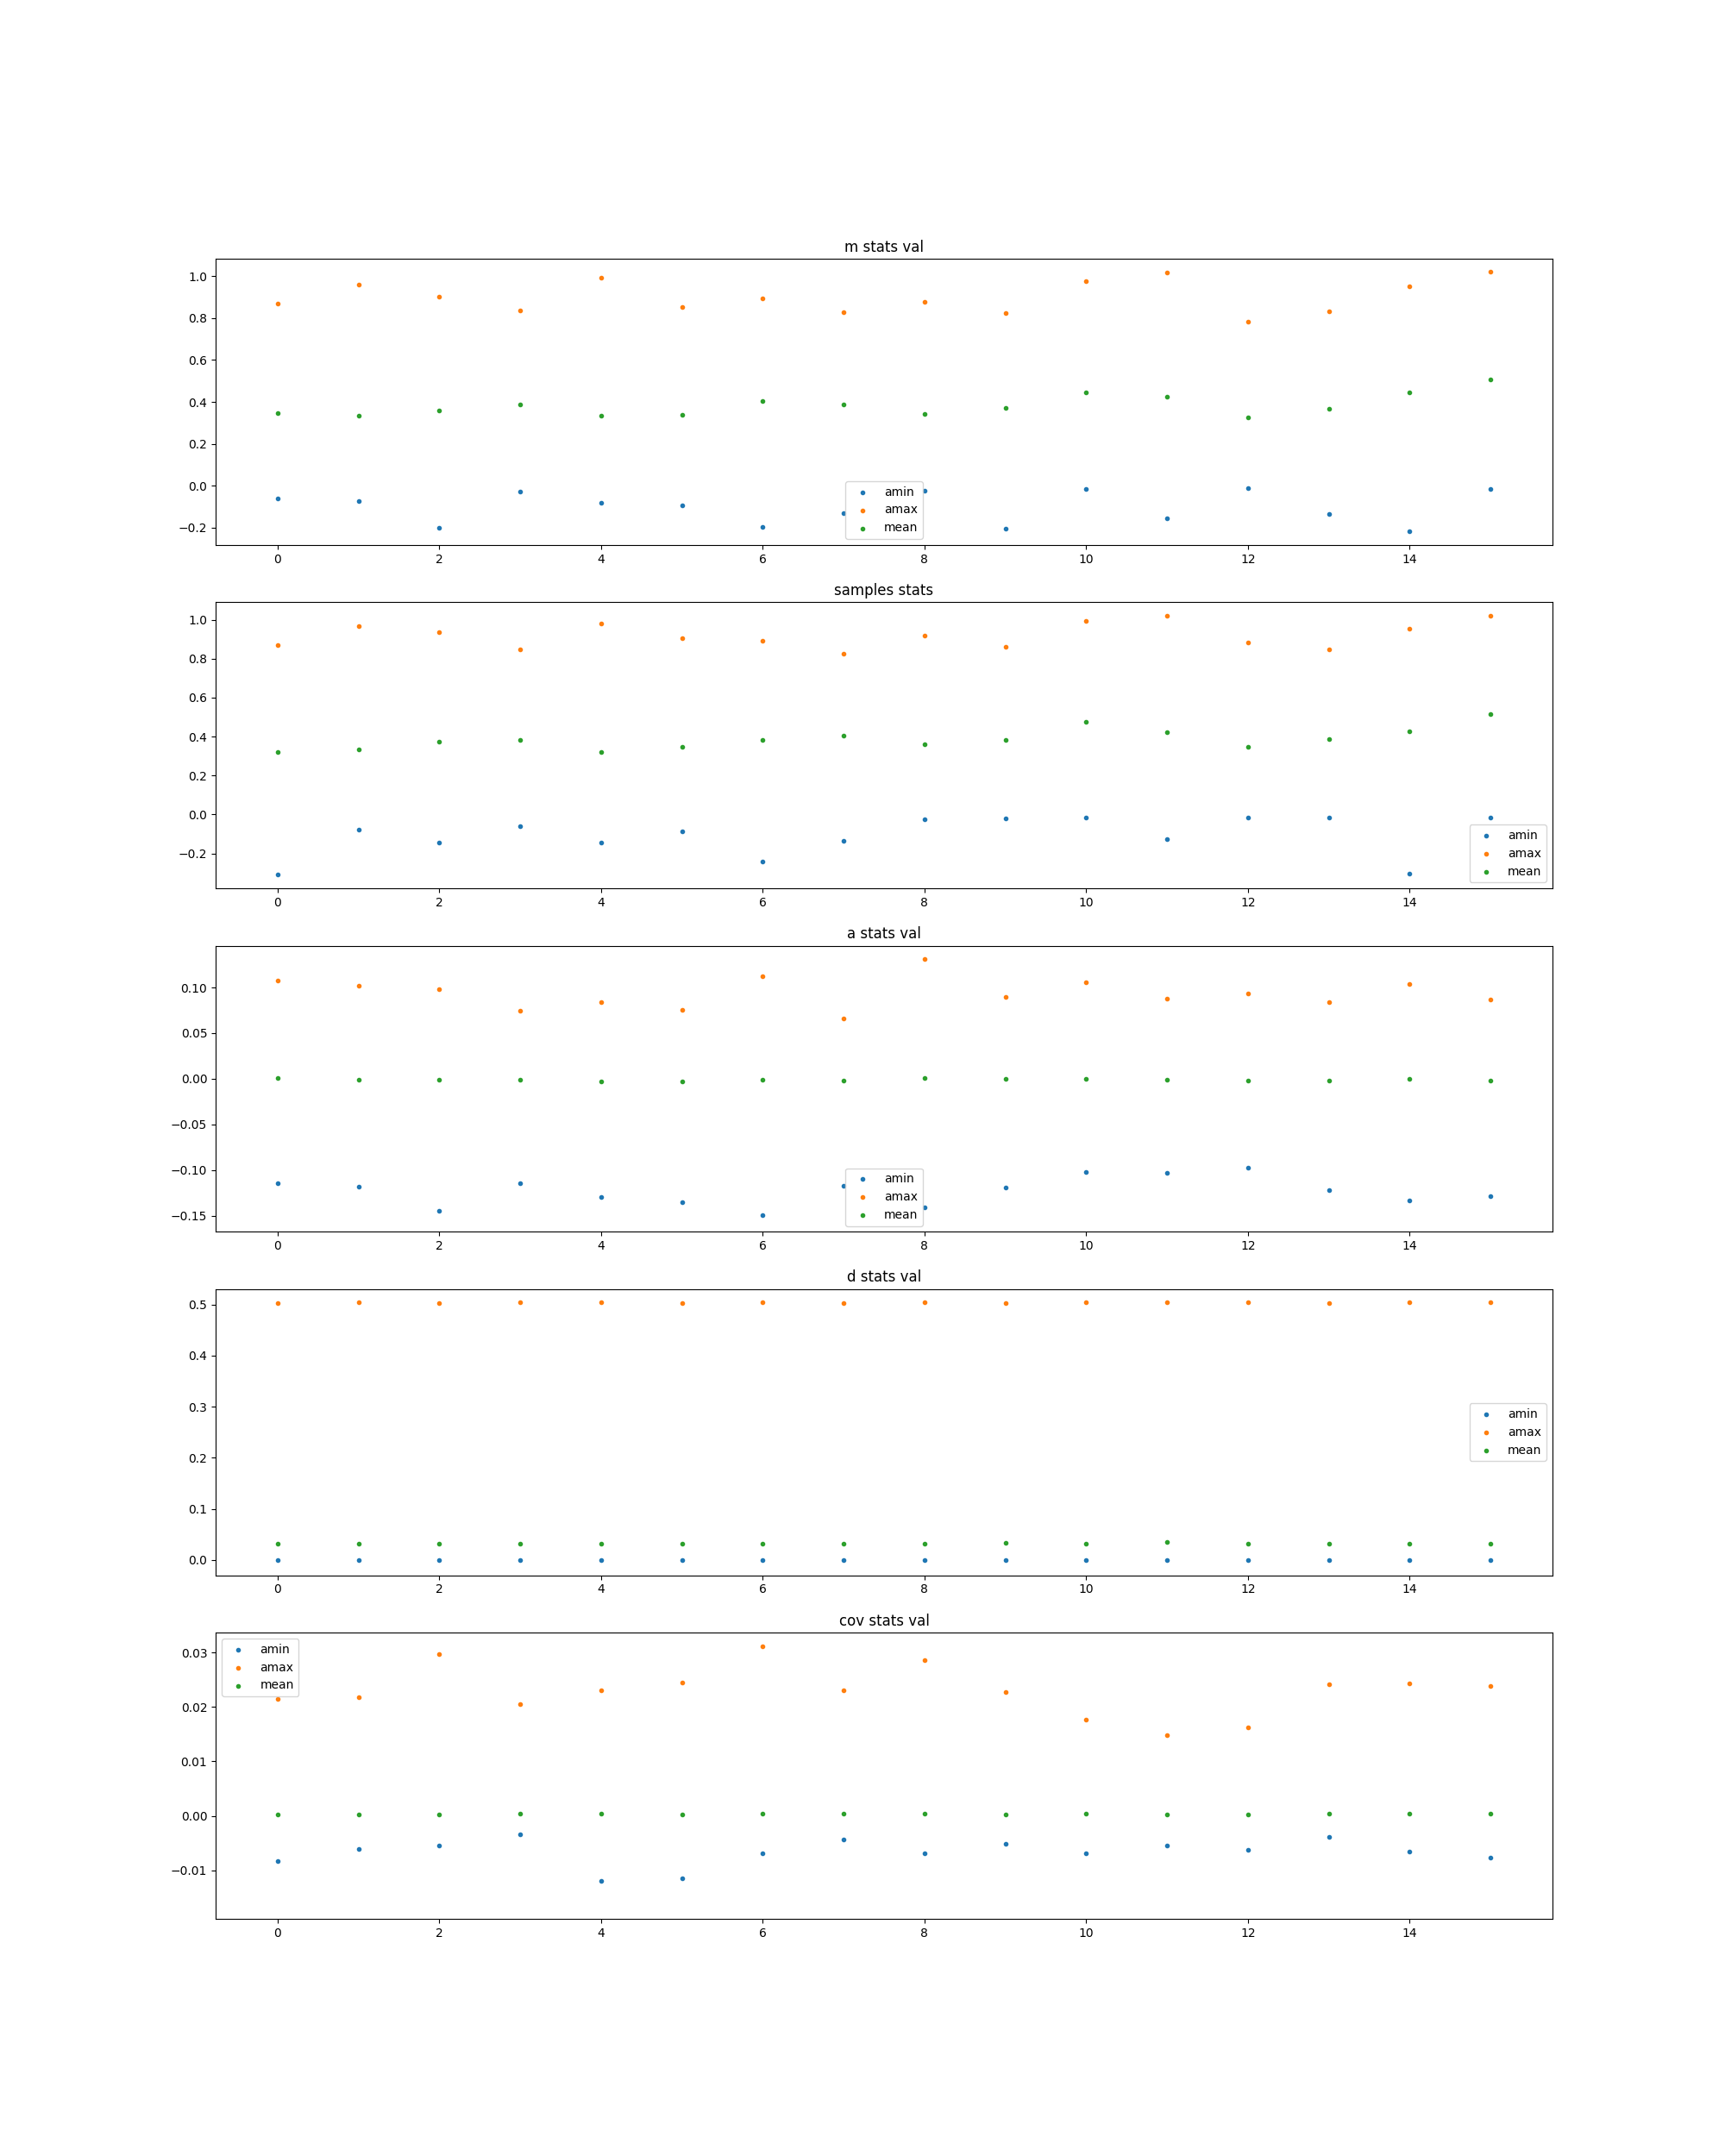 m stats val
1.0
0.8
0.6
0.4
0.2
0.0
−0.2
amin
amax
mean
0 2 4 6 8 10 12 14
samples stats
1.0
0.8
0.6
0.4
0.2
0.0
−0.2
amin
amax
mean
0 2 4 6 8 10 12 14
a stats val
0.10
0.05
0.00
−0.05
−0.10
−0.15
amin
amax
mean
0 2 4 6 8 10 12 14
d stats val
0.5
0.4
0.3
0.2
0.1
0.0
amin
amax
mean
0 2 4 6 8 10 12 14
cov stats val
amin
amax
mean
0.03
0.02
0.01
0.00
−0.01
0 2 4 6 8 10 12 14